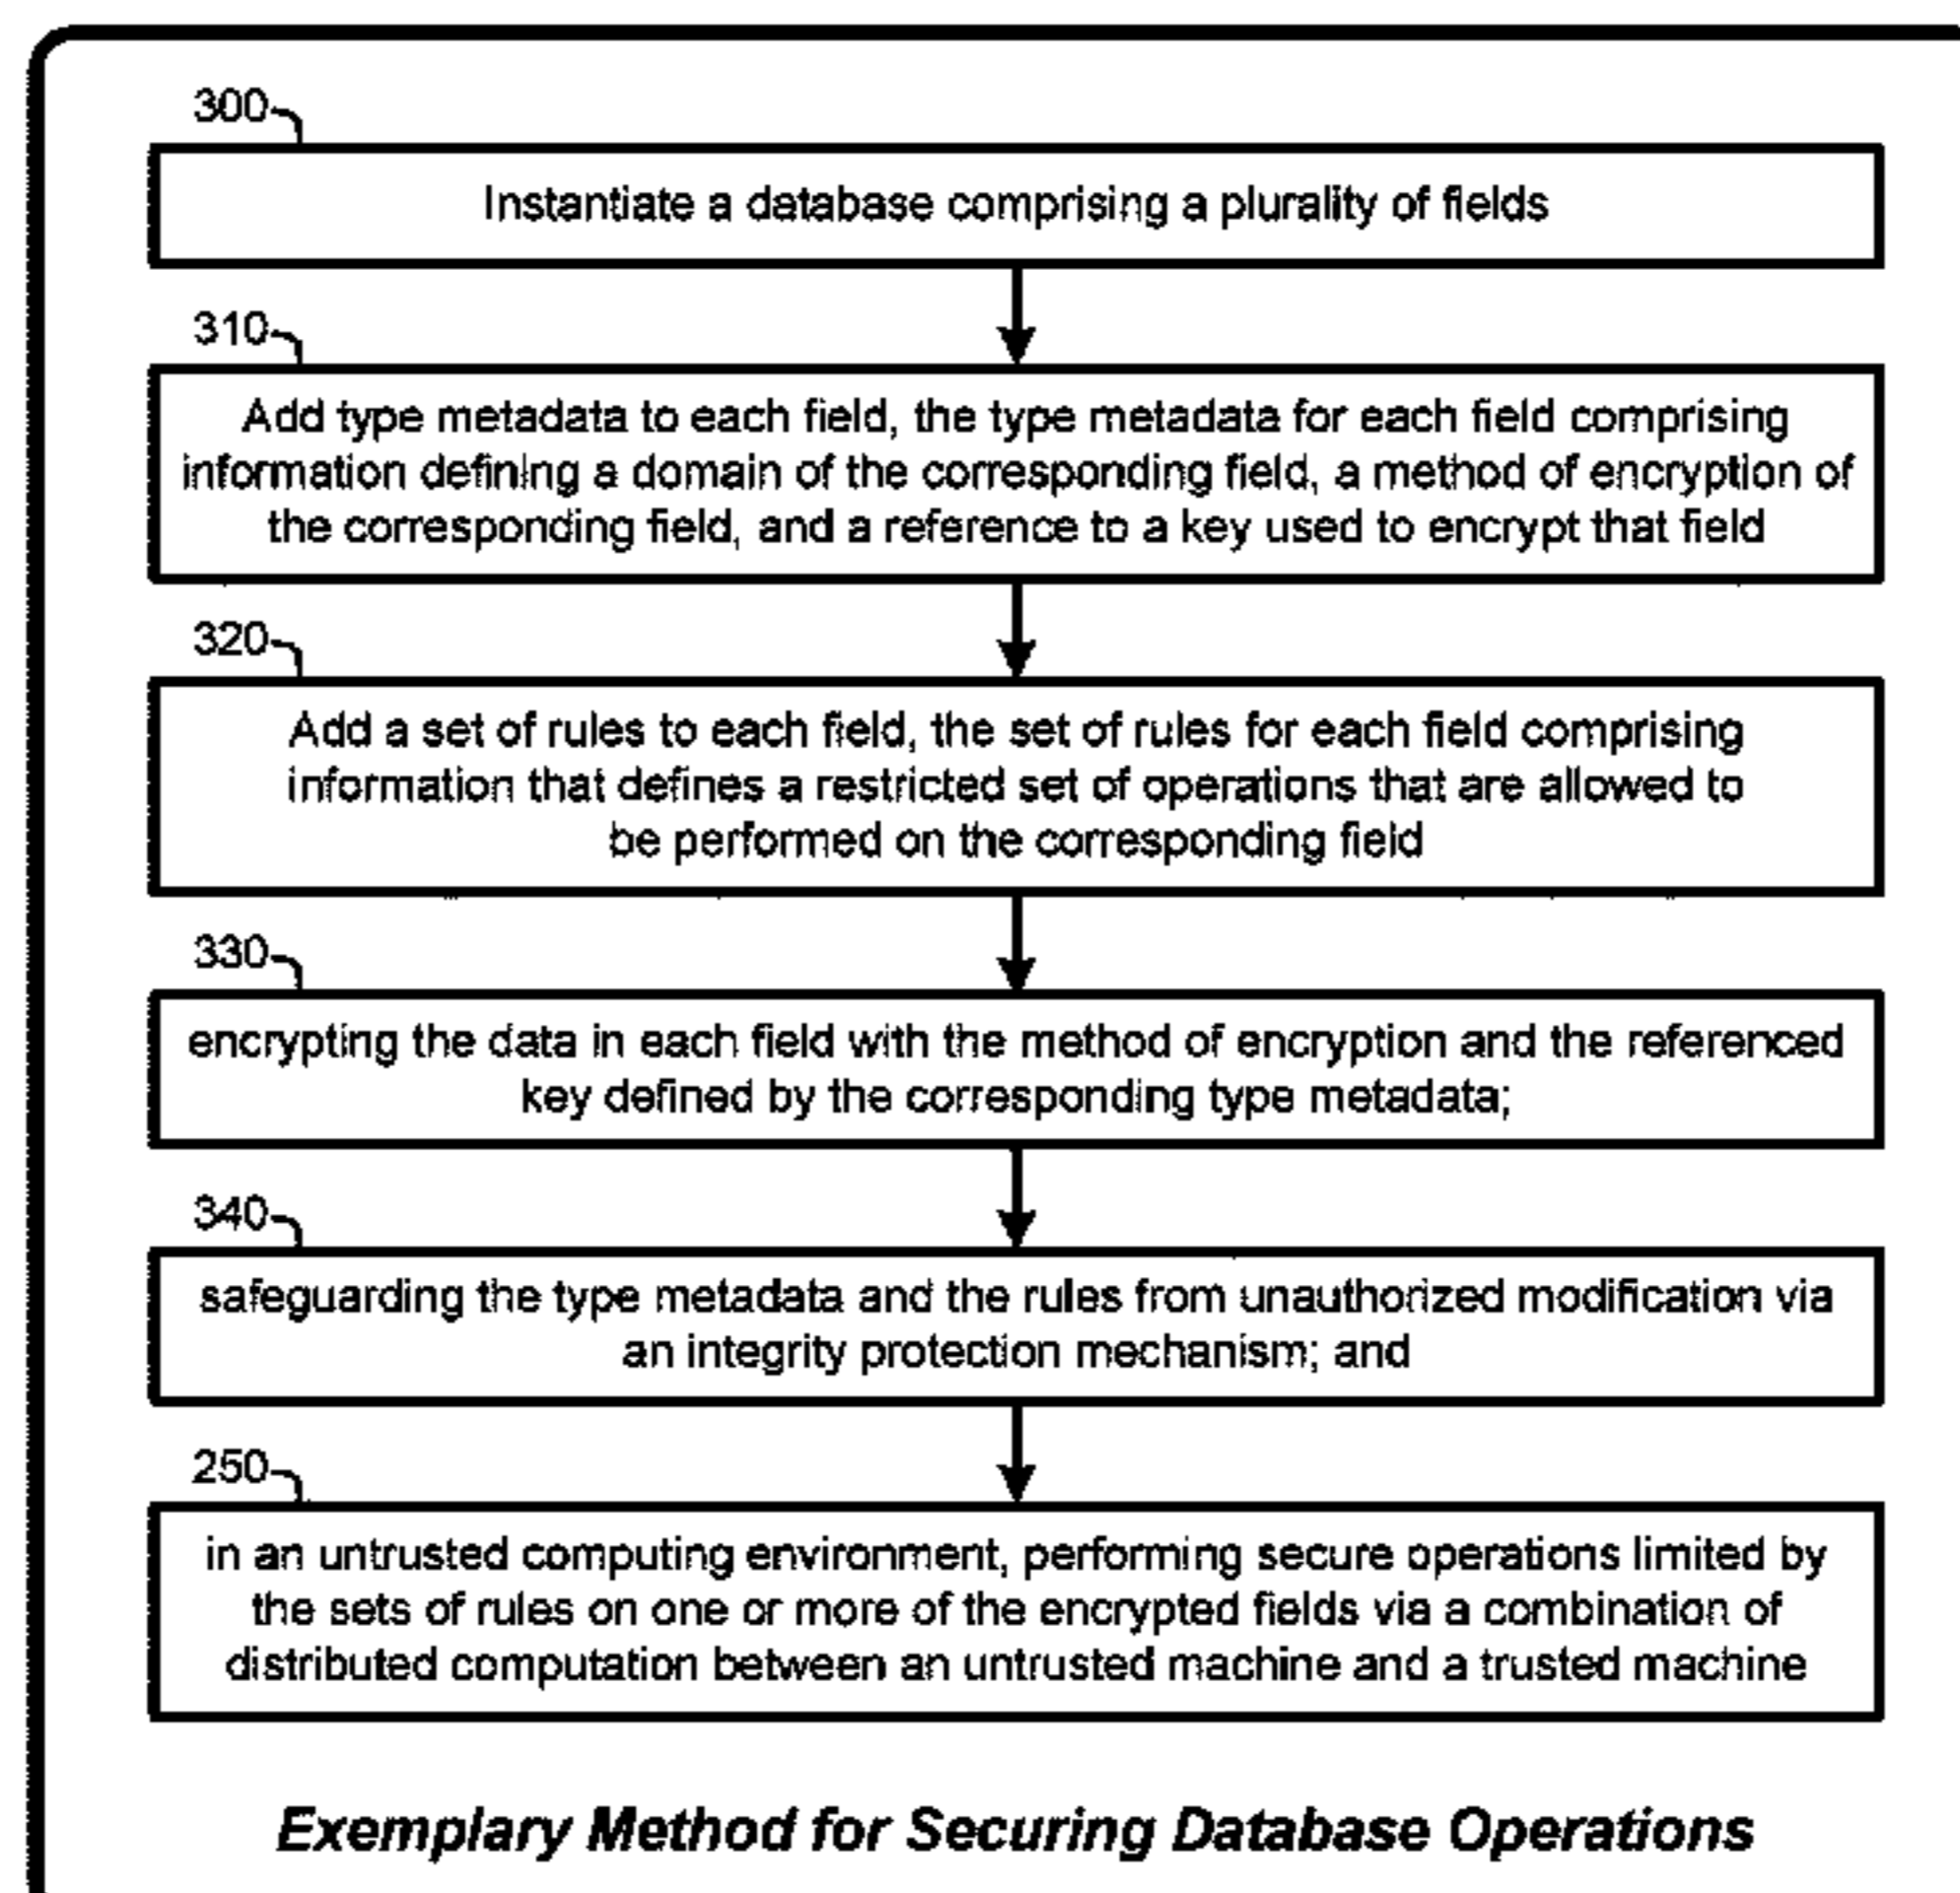 300
Instantiate a database comprising a plurality of fields
310
Add type metadata to each field, the type metadata for each field comprising
information defining a domain of the corresponding field, a method of encryption of
the corresponding field, and a reference to a key used to encrypt that field
320
Add a set of rules to each field, the set of rules for each field comprising
information that defines a restricted set of operations that are allowed to
be performed on the corresponding field
330
encrypting the data in each field with the method of encryption and the referenced
key defined by the corresponding type metadata;
340
safeguarding the type metadata and the rules from unauthorized modification via
an integrity protection mechanism; and
250
in an untrusted computing environment, performing secure operations limited by
the sets of rules on one or more of the encrypted fields via a combination of
distributed computation between an untrusted machine and a trusted machine
Exemplary Method for Securing Database Operations